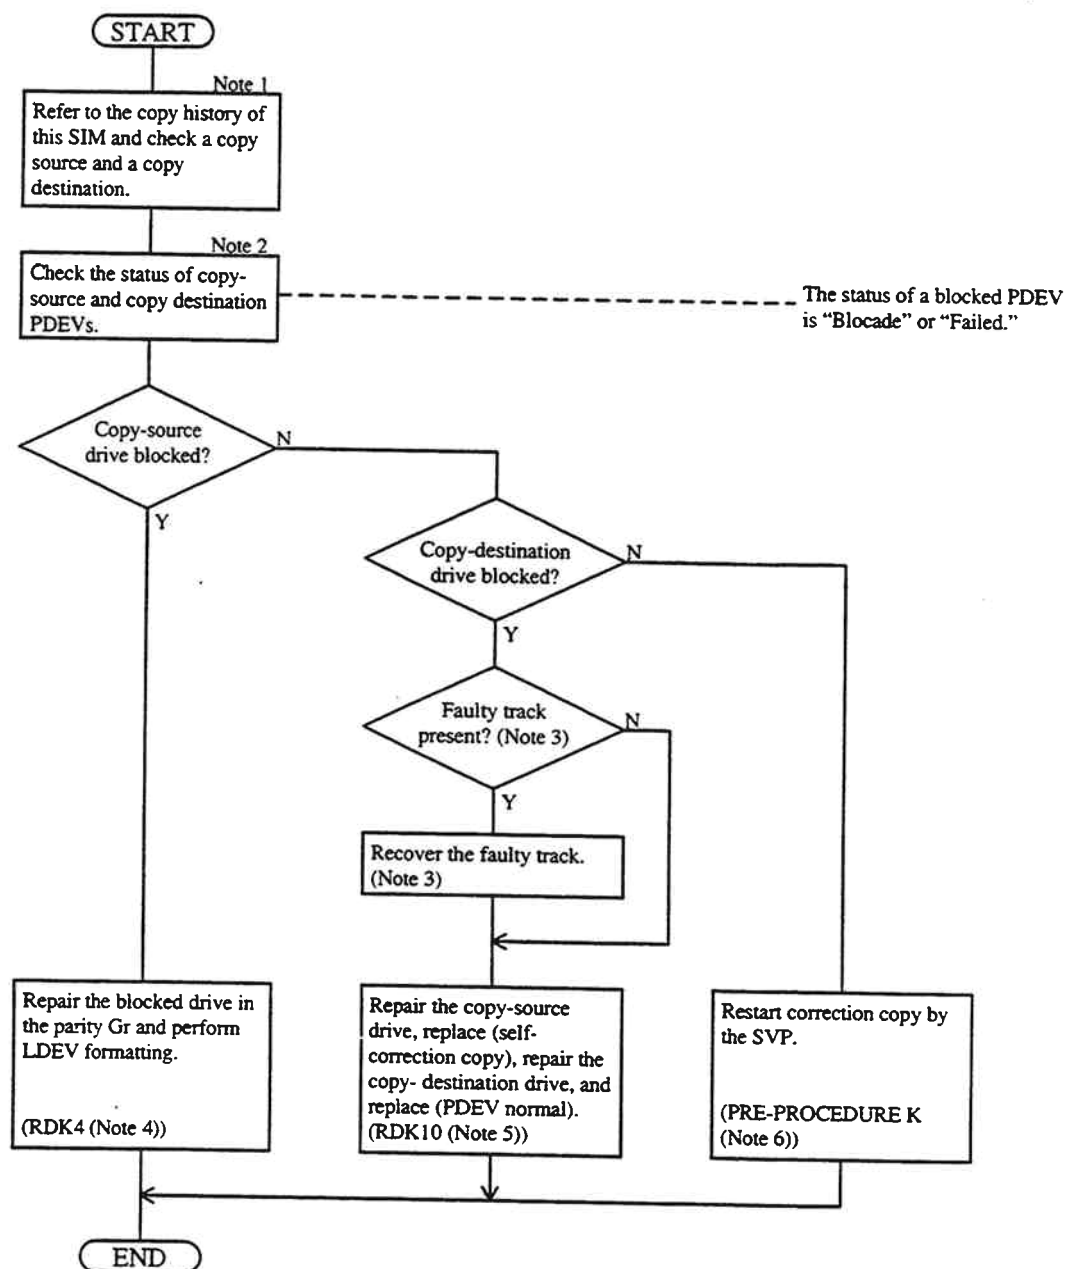 START
Note 1
Refer to the copy history of
this SIM and check a copy
source and a copy
destination.
Note 2
Check the status of copy-
source and copy destination
PDEVs.
The status of a blocked PDEV
is “Blocade” or “Failed.”
Copy-source
drive blocked?
N
Y
Copy-destination
drive blocked?
N
Y
Faulty track
present? (Note 3)
N
Y
Recover the faulty track.
(Note 3)
Repair the blocked drive in
the parity Gr and perform
LDEV formatting.
(RDK4 (Note 4))
Repair the copy-source
drive, replace (self-
correction copy), repair the
copy- destination drive, and
replace (PDEV normal).
(RDK10 (Note 5))
Restart correction copy by
the SVP.
(PRE-PROCEDURE K
(Note 6))
END